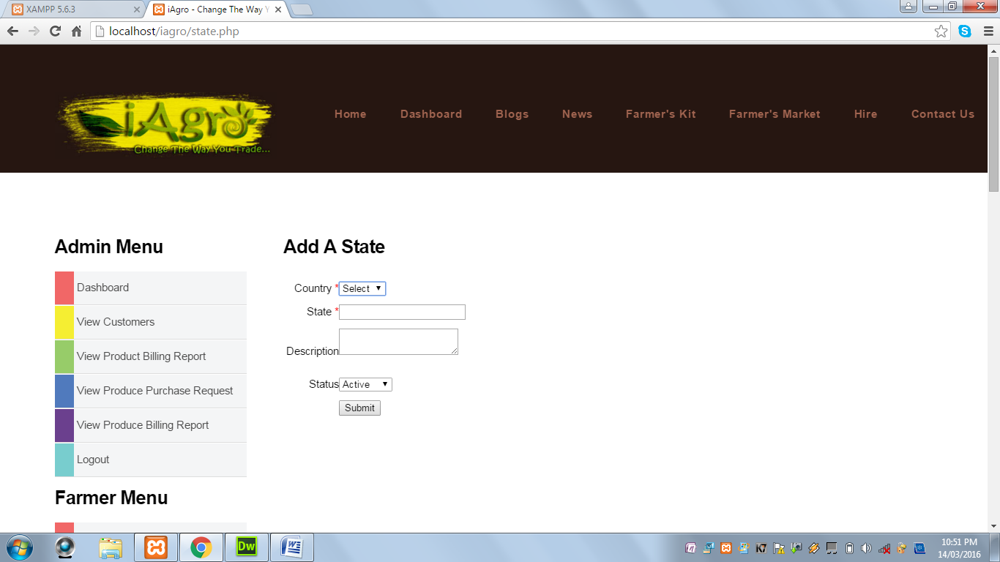 XAMPP 5.6.3
iAgro - Change The Way Y
localhost/iagro/state.php
iAgro
Change The Way You Trade...
Home Dashboard Blogs News Farmer's Kit Farmer's Market Hire Contact Us
Admin Menu
Dashboard
View Customers
View Product Billing Report
View Produce Purchase Request
View Produce Billing Report
Logout
Farmer Menu
Add A State
Country * Select
State *
Description
Status Active
Submit
Dw
W
K7
10:51 PM
14/03/2016